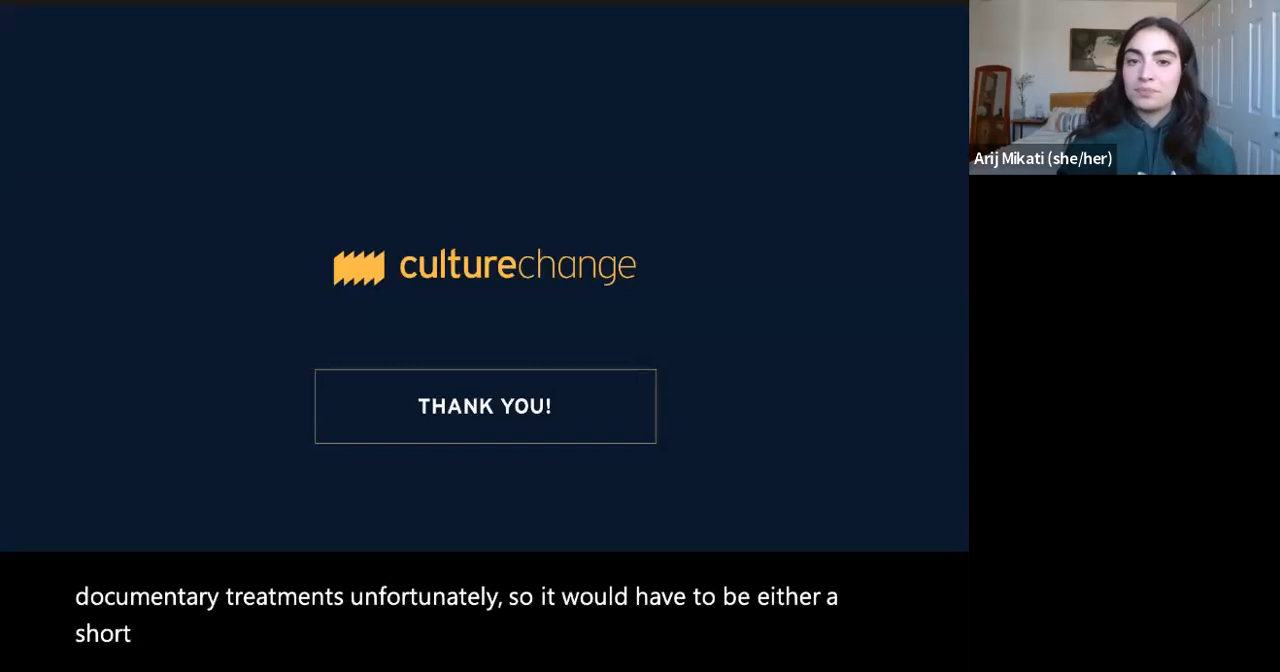 Arij Mikati (she/her)
culturechange
THANK YOU!
documentary treatments unfortunately, so it would have to be either a
short